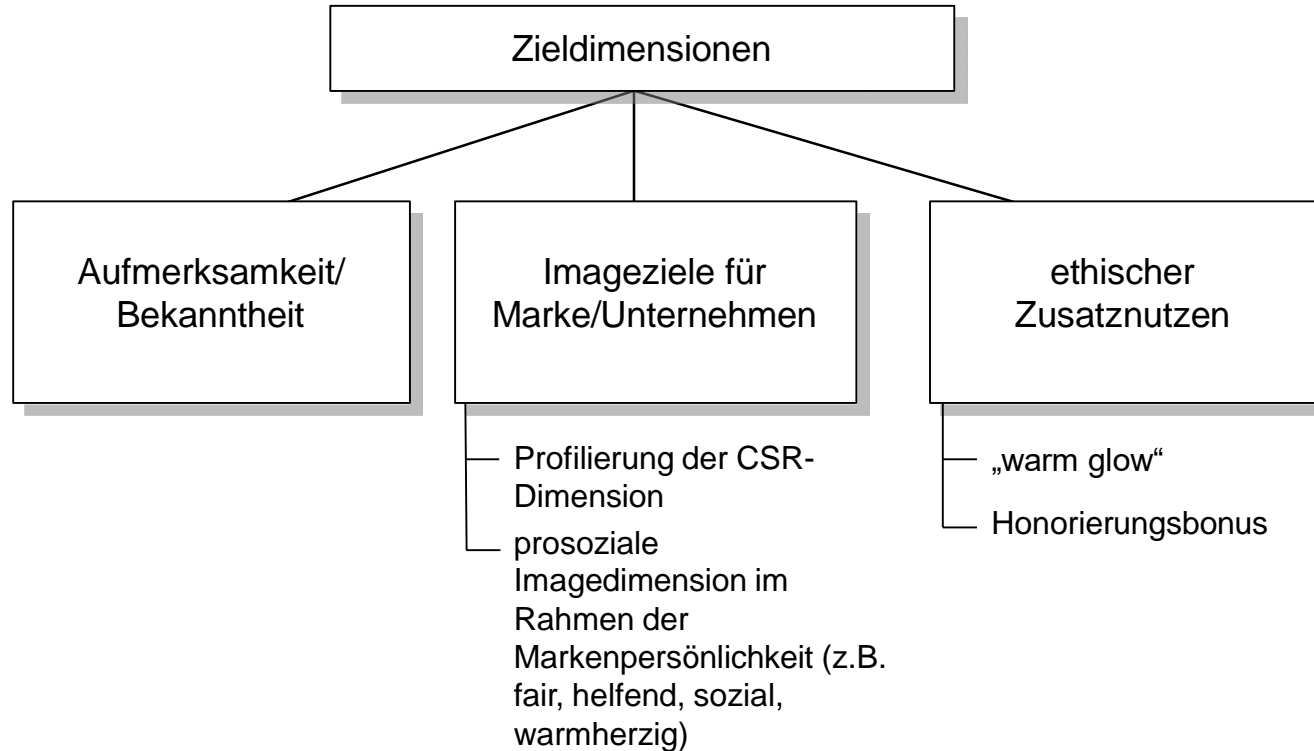 Zieldimensionen
Aufmerksamkeit/
Bekanntheit
Imageziele für
Marke/Unternehmen
ethischer
Zusatznutzen
Profilierung der CSR-
Dimension
prosoziale
Imagedimension im
Rahmen der
Markenpersönlichkeit (z.B.
fair, helfend, sozial,
warmherzig)
„warm glow“
Honorierungsbonus